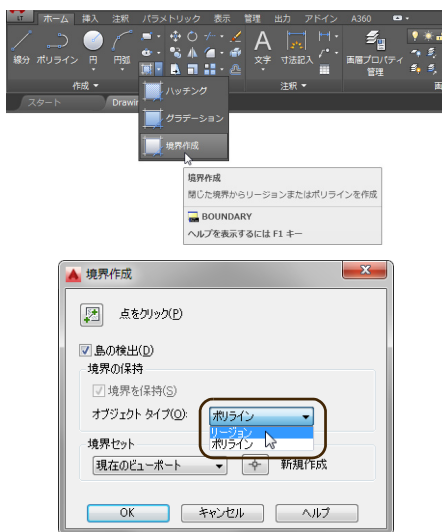 LT
ホーム 挿入 注釈 パラメトリック 表示 管理 出力 アドイン A360
線分 ポリライン 円 円弧 文字 寸法記入 画層プロパティ
管理
作成 注釈
スタート Drawin
ハッチング
グラデーション
境界作成
境界作成
閉じた境界からリージョンまたはポリラインを作成
BOUNDARY
ヘルプを表示するには F1 キー
境界作成
点をクリック(P)
島の検出(D)
境界の保持
境界を保持(S)
オブジェクト タイプ(O): ポリライン
リージョン
ポリライン
境界セット
現在のビューポート 新規作成
OK キャンセル ヘルプ